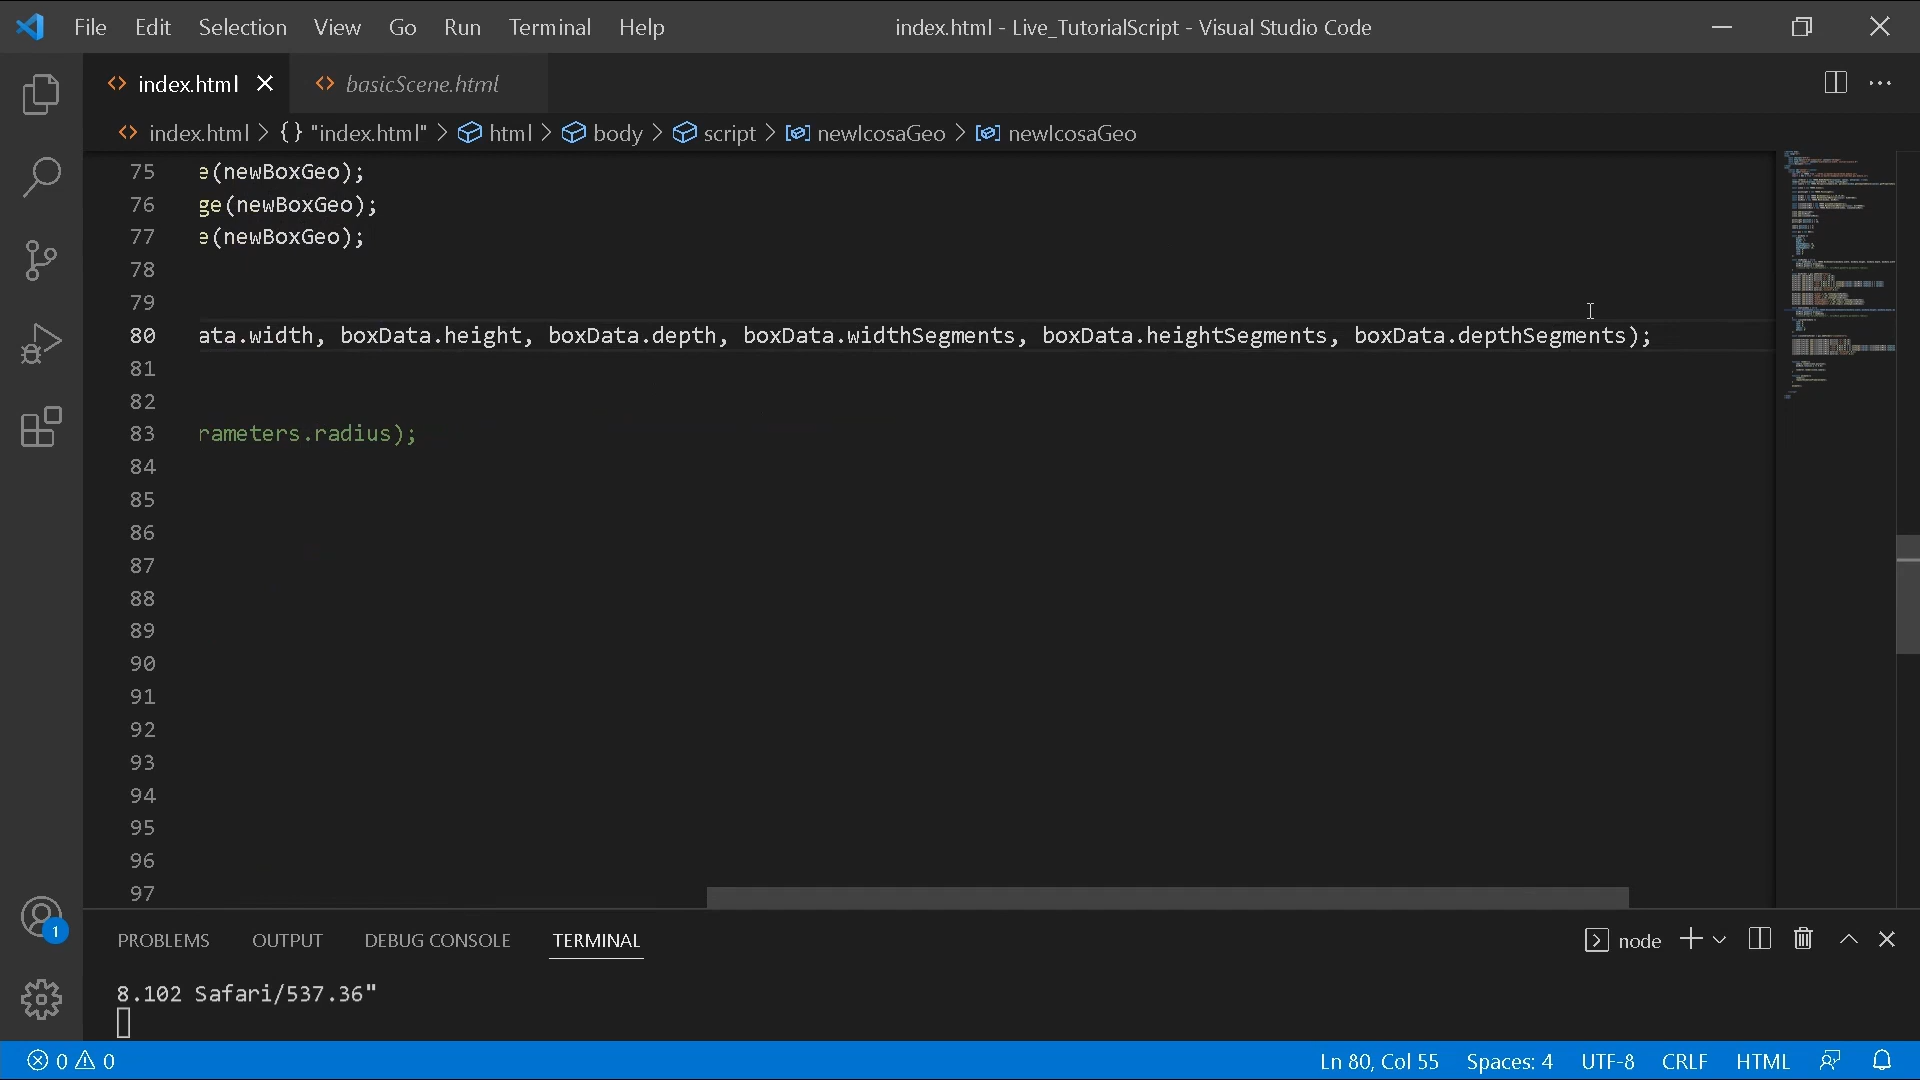 File Edit Selection View Go Run Terminal Help index.html - Live_TutorialScript - Visual Studio Code
index.html basicScene.html
index.html > {} "index.html" > html > body > script > newIcosaGeo > newIcosaGeo
75 e(newBoxGeo);
76 ge(newBoxGeo);
77 e(newBoxGeo);
78
79
80 ata.width, boxData.height, boxData.depth, boxData.widthSegments, boxData.heightSegments, boxData.depthSegments);
81
82
83 rameters.radius);
84
85
86
87
88
89
90
91
92
93
94
95
96
97
PROBLEMS OUTPUT DEBUG CONSOLE TERMINAL node
8.102 Safari/537.36"
1
0 0 Ln 80, Col 55 Spaces: 4 UTF-8 CRLF HTML